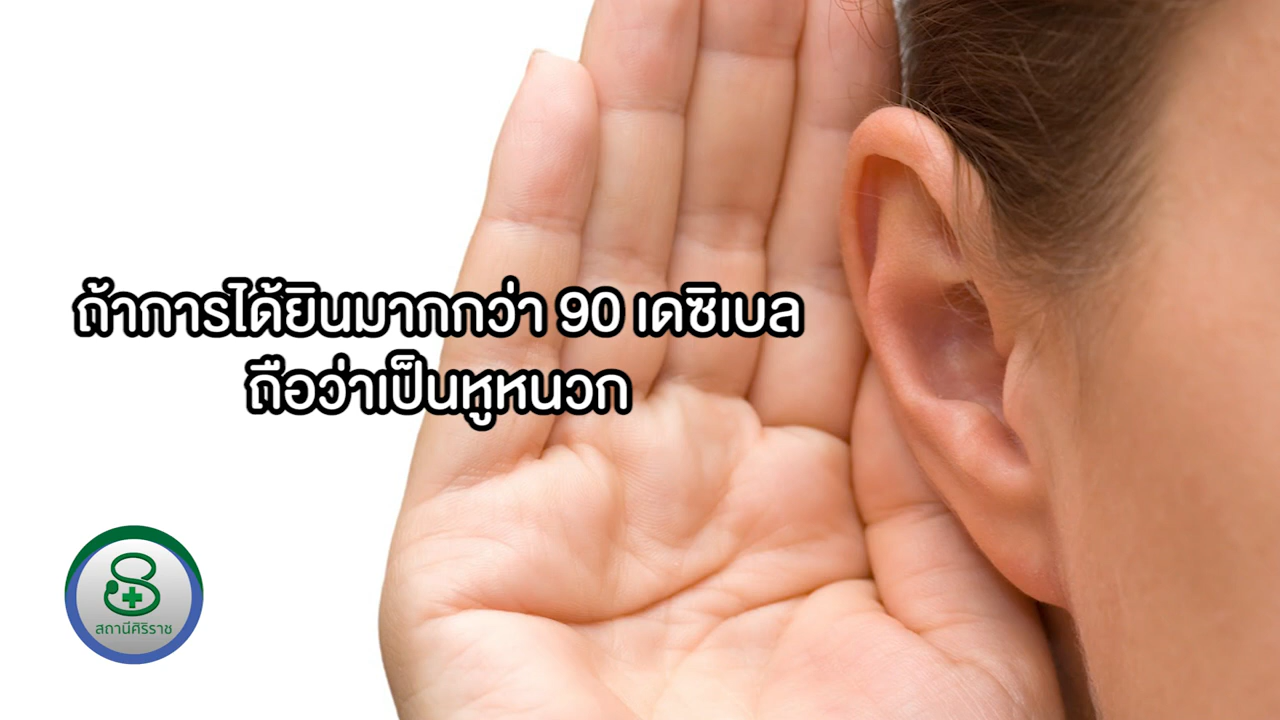 ถ้าการได้ยินมากกว่า 90 เดซิเบล
ถือว่าเป็นหูหนวก
สถานีศิริราช